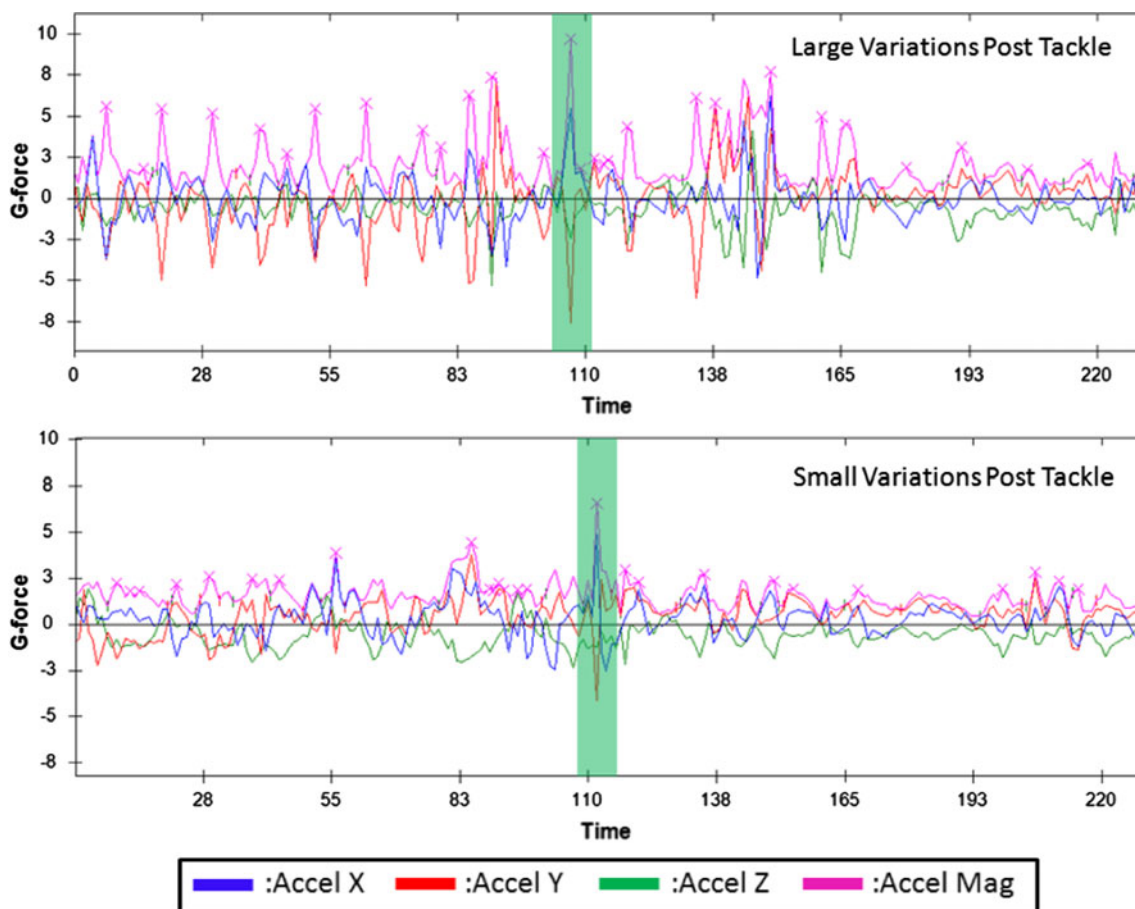 Large Variations Post Tackle
10
8
5
3
0
-3
-5
-8
G-force
0 28 55 83 110 138 165 193 220
Time
Small Variations Post Tackle
10
8
5
3
0
-3
-5
-8
G-force
28 55 83 110 138 165 193 220
Time
:Accel X :Accel Y :Accel Z :Accel Mag